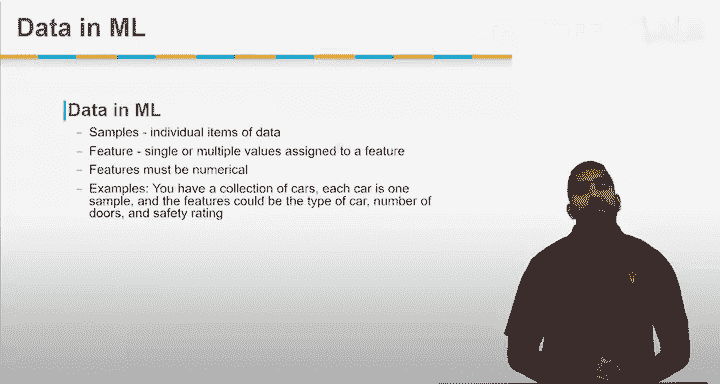 Data in ML
Data in ML
– Samples - individual items of data
– Feature - single or multiple values assigned to a feature
– Features must be numerical
– Examples: You have a collection of cars, each car is one
sample, and the features could be the type of car, number of
doors, and safety rating